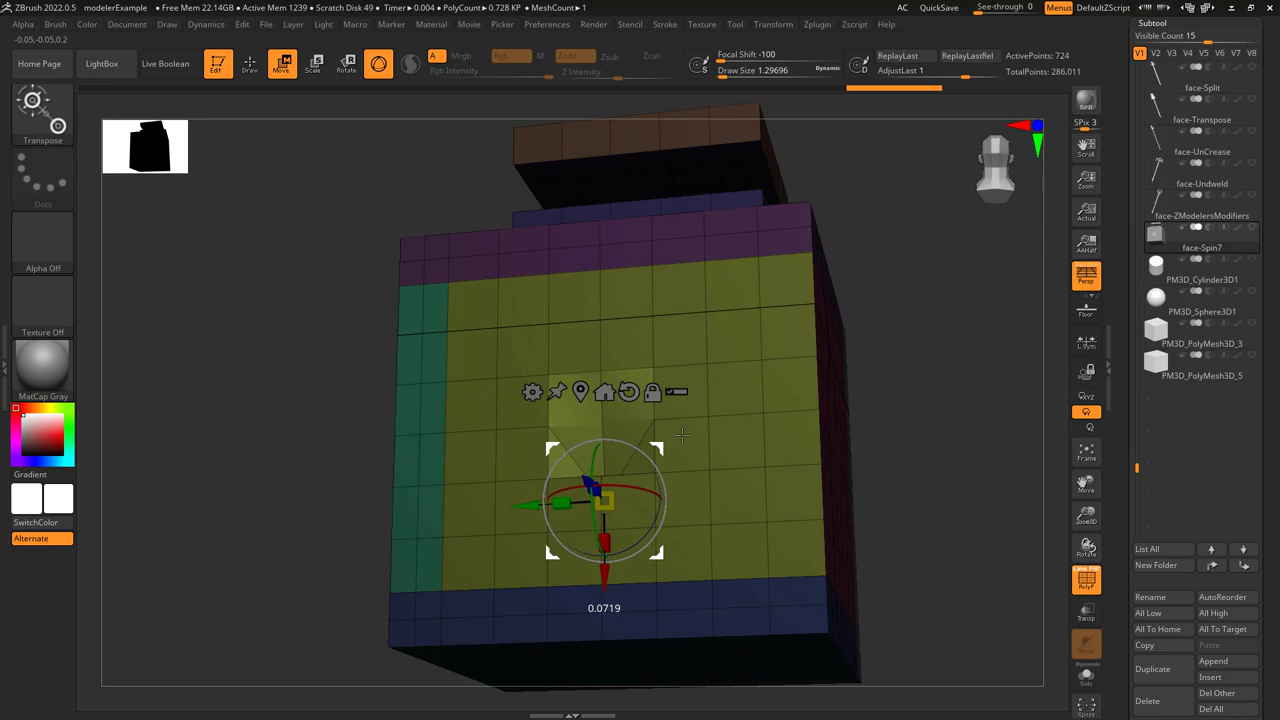 ZBrush 2022.0.5 modelerExample • Free Mem 22.14GB • Active Mem 1239 • Scratch Disk 49 • Timer▸0.004 • PolyCount▸0.728 KP • MeshCount▸1 AC QuickSave See-through 0 Menus DefaultZScript
Alpha Brush Color Document Draw Dynamics Edit File Layer Light Macro Marker Material Movie Picker Preferences Render Stencil Stroke Texture Tool Transform Zplugin Zscript Help
-0.05,-0.05,0.2
Home Page LightBox Live Boolean Edit Draw Move Scale Rotate
A Mrgb Rgb M Zadd Zsub Zcut
Rgb Intensity Z Intensity
S Focal Shift -100
Draw Size 1.29696 Dynamic
D ReplayLast ReplayLastRel
AdjustLast 1
ActivePoints: 724
TotalPoints: 286,011
Transpose
Dots
Alpha Off
Texture Off
MatCap Gray
Gradient
SwitchColor
Alternate
0.0719
BPR
SPix 3
Scroll
Zoom
Actual
AAHalf
Dynamic
Persp
Floor
L.Sym
XYZ
Y
Frame
Move
Zoom3D
Rotate
Line Fill
PolyF
Transp
Ghost
Dynamic
Solo
Xpose
Subtool
Visible Count 15
V1 V2 V3 V4 V5 V6 V7 V8
face-Split
face-Transpose
face-UnCrease
face-Undweld
face-ZModelersModifiers
face-Spin7
PM3D_Cylinder3D1
PM3D_Sphere3D1
PM3D_PolyMesh3D_3
PM3D_PolyMesh3D_5
List All
New Folder
Rename AutoReorder
All Low All High
All To Home All To Target
Copy Paste
Duplicate Append
Insert
Delete Del Other
Del All